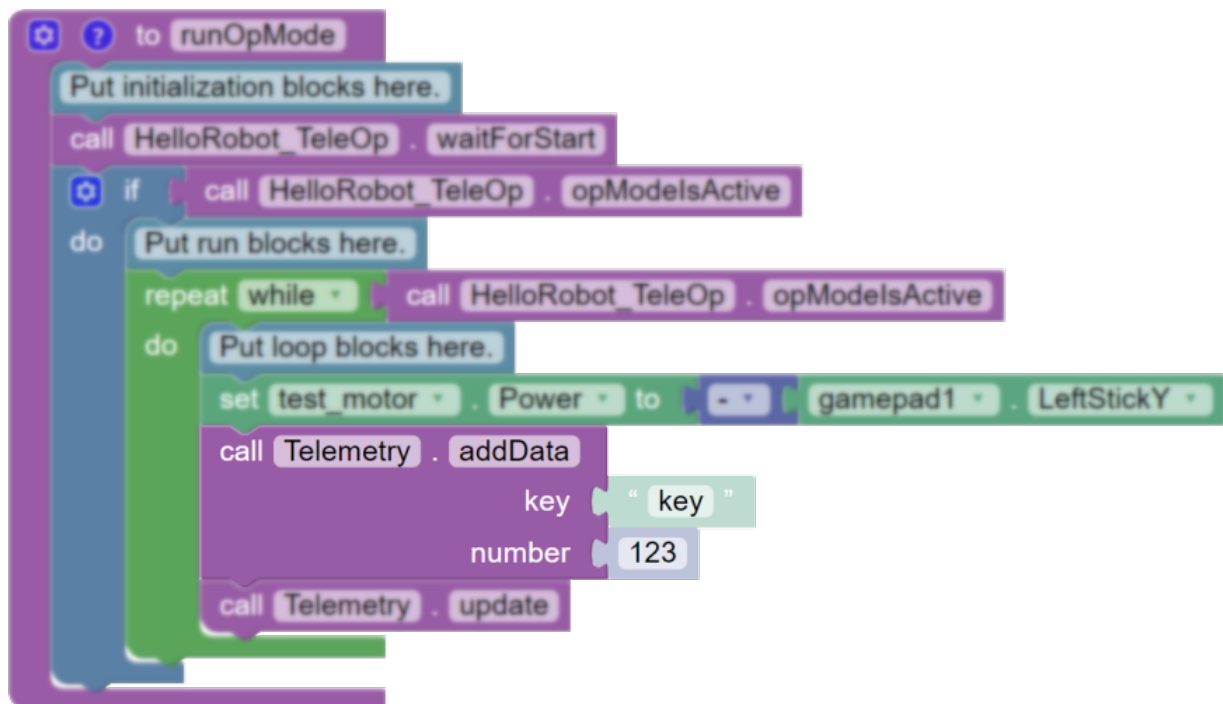 ? to runOpMode
Put initialization blocks here.
call HelloRobot_TeleOp . waitForStart
if call HelloRobot_TeleOp . opModeIsActive
do Put run blocks here.
repeat while call HelloRobot_TeleOp . opModeIsActive
do Put loop blocks here.
set test_motor . Power to - gamepad1 . LeftStickY
call Telemetry . addData
key “ key ”
number 123
call Telemetry . update